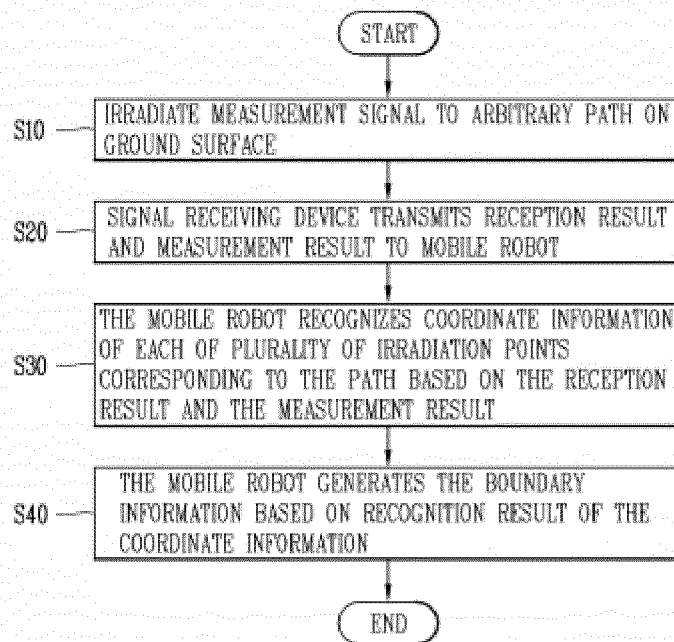 START
S10
IRRADIATE MEASUREMENT SIGNAL TO ARBITRARY PATH ON
GROUND SURFACE
S20
SIGNAL RECEIVING DEVICE TRANSMITS RECEPTION RESULT
AND MEASUREMENT RESULT TO MOBILE ROBOT
S30
THE MOBILE ROBOT RECOGNIZES COORDINATE INFORMATION
OF EACH OF PLURALITY OF IRRADIATION POINTS
CORRESPONDING TO THE PATH BASED ON THE RECEPTION
RESULT AND THE MEASUREMENT RESULT
S40
THE MOBILE ROBOT GENERATES THE BOUNDARY
INFORMATION BASED ON RECOGNITION RESULT OF THE
COORDINATE INFORMATION
END